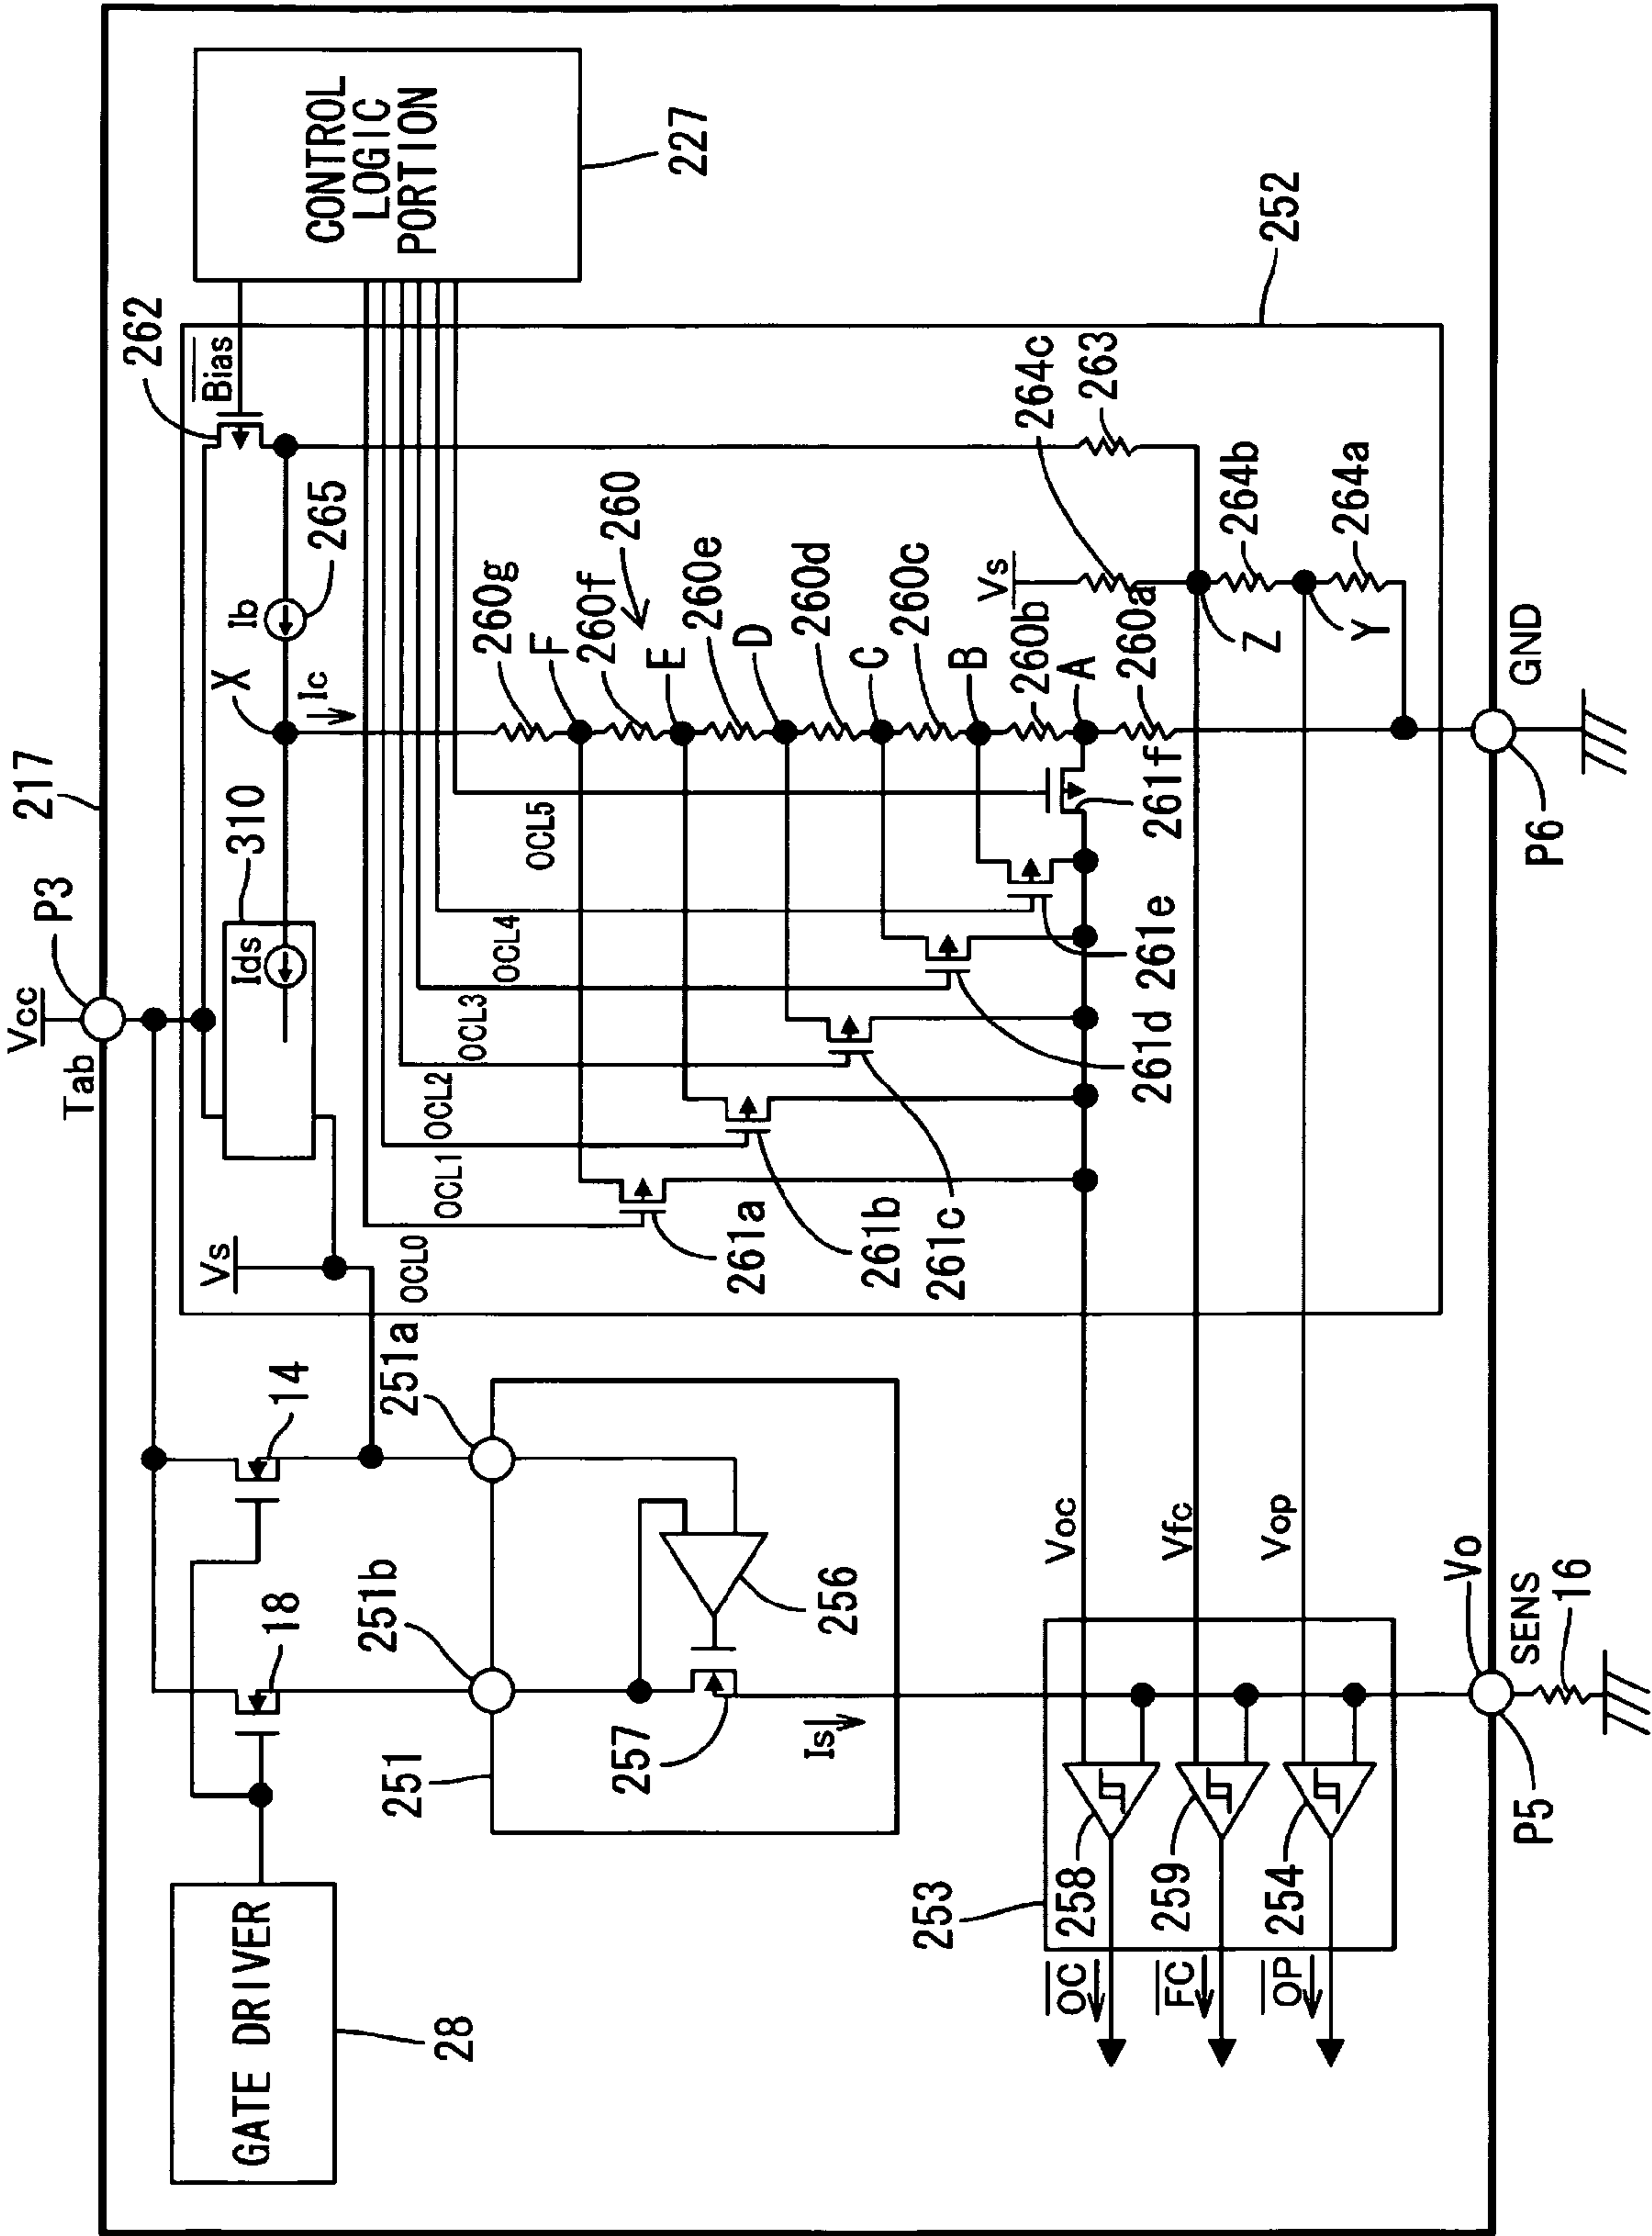 217
Vcc
P3
Tab
GATE DRIVER
28
18
14
Vs
310
Ids
X
Ib
265
Ic
262
Bias
CONTROL
LOGIC
PORTION
227
251b
251a
251
256
257
Is
OCL0
OCL1
OCL2
OCL3
OCL4
OCL5
261a
261b
261c
261d
261e
261f
260g
F
260f
260
E
260e
D
260d
C
260c
B
260b
A
260a
Vs
264c
263
264b
264a
Z
Y
252
Voc
Vfc
Vop
253
258
259
254
OC
FC
OP
Vo
SENS
16
P5
P6
GND